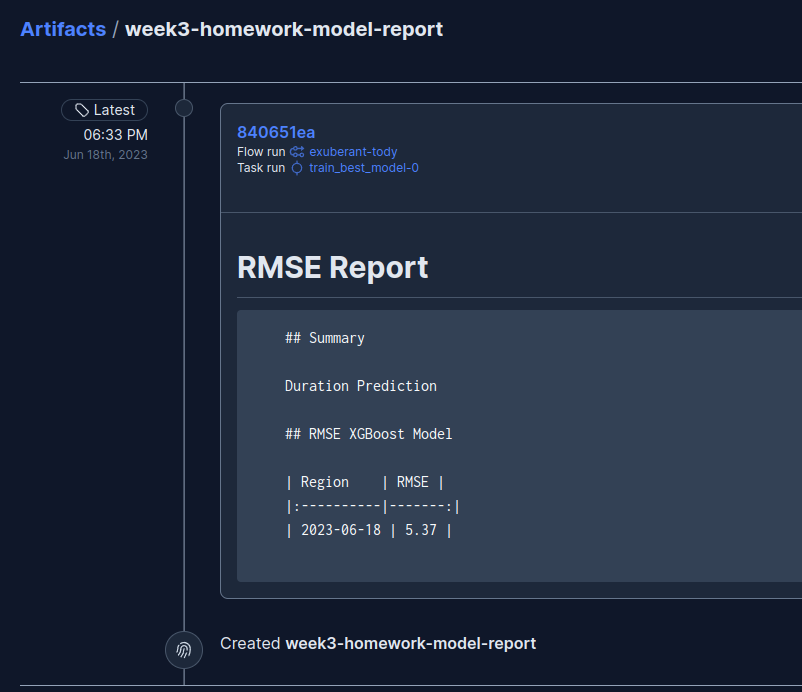 Artifacts / week3-homework-model-report
Latest
06:33 PM
Jun 18th, 2023
840651ea
Flow run exuberant-tody
Task run train_best_model-0
RMSE Report
## Summary
Duration Prediction
## RMSE XGBoost Model
| Region    | RMSE |
|:----------|-------:|
| 2023-06-18 | 5.37 |
Created week3-homework-model-report